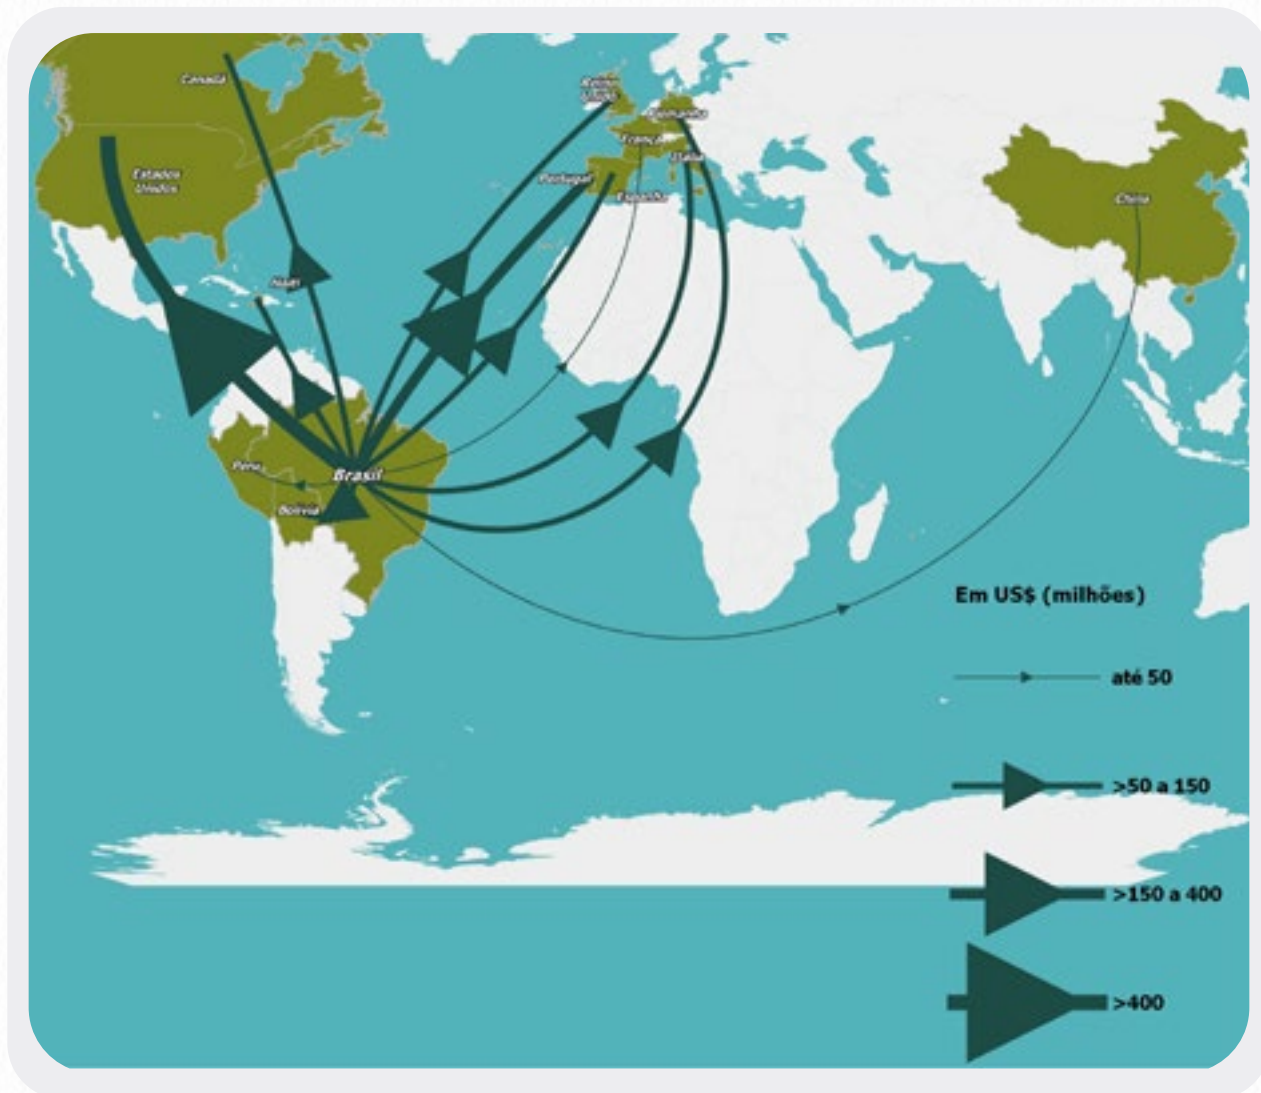 Canadá
Reino
Unido
Alemanha
França
Itália
Estados
Unidos
Portugal
Espanha
China
Haiti
Peru
Brasil
Bolívia
Em US$ (milhões)
até 50
>50 a 150
>150 a 400
>400